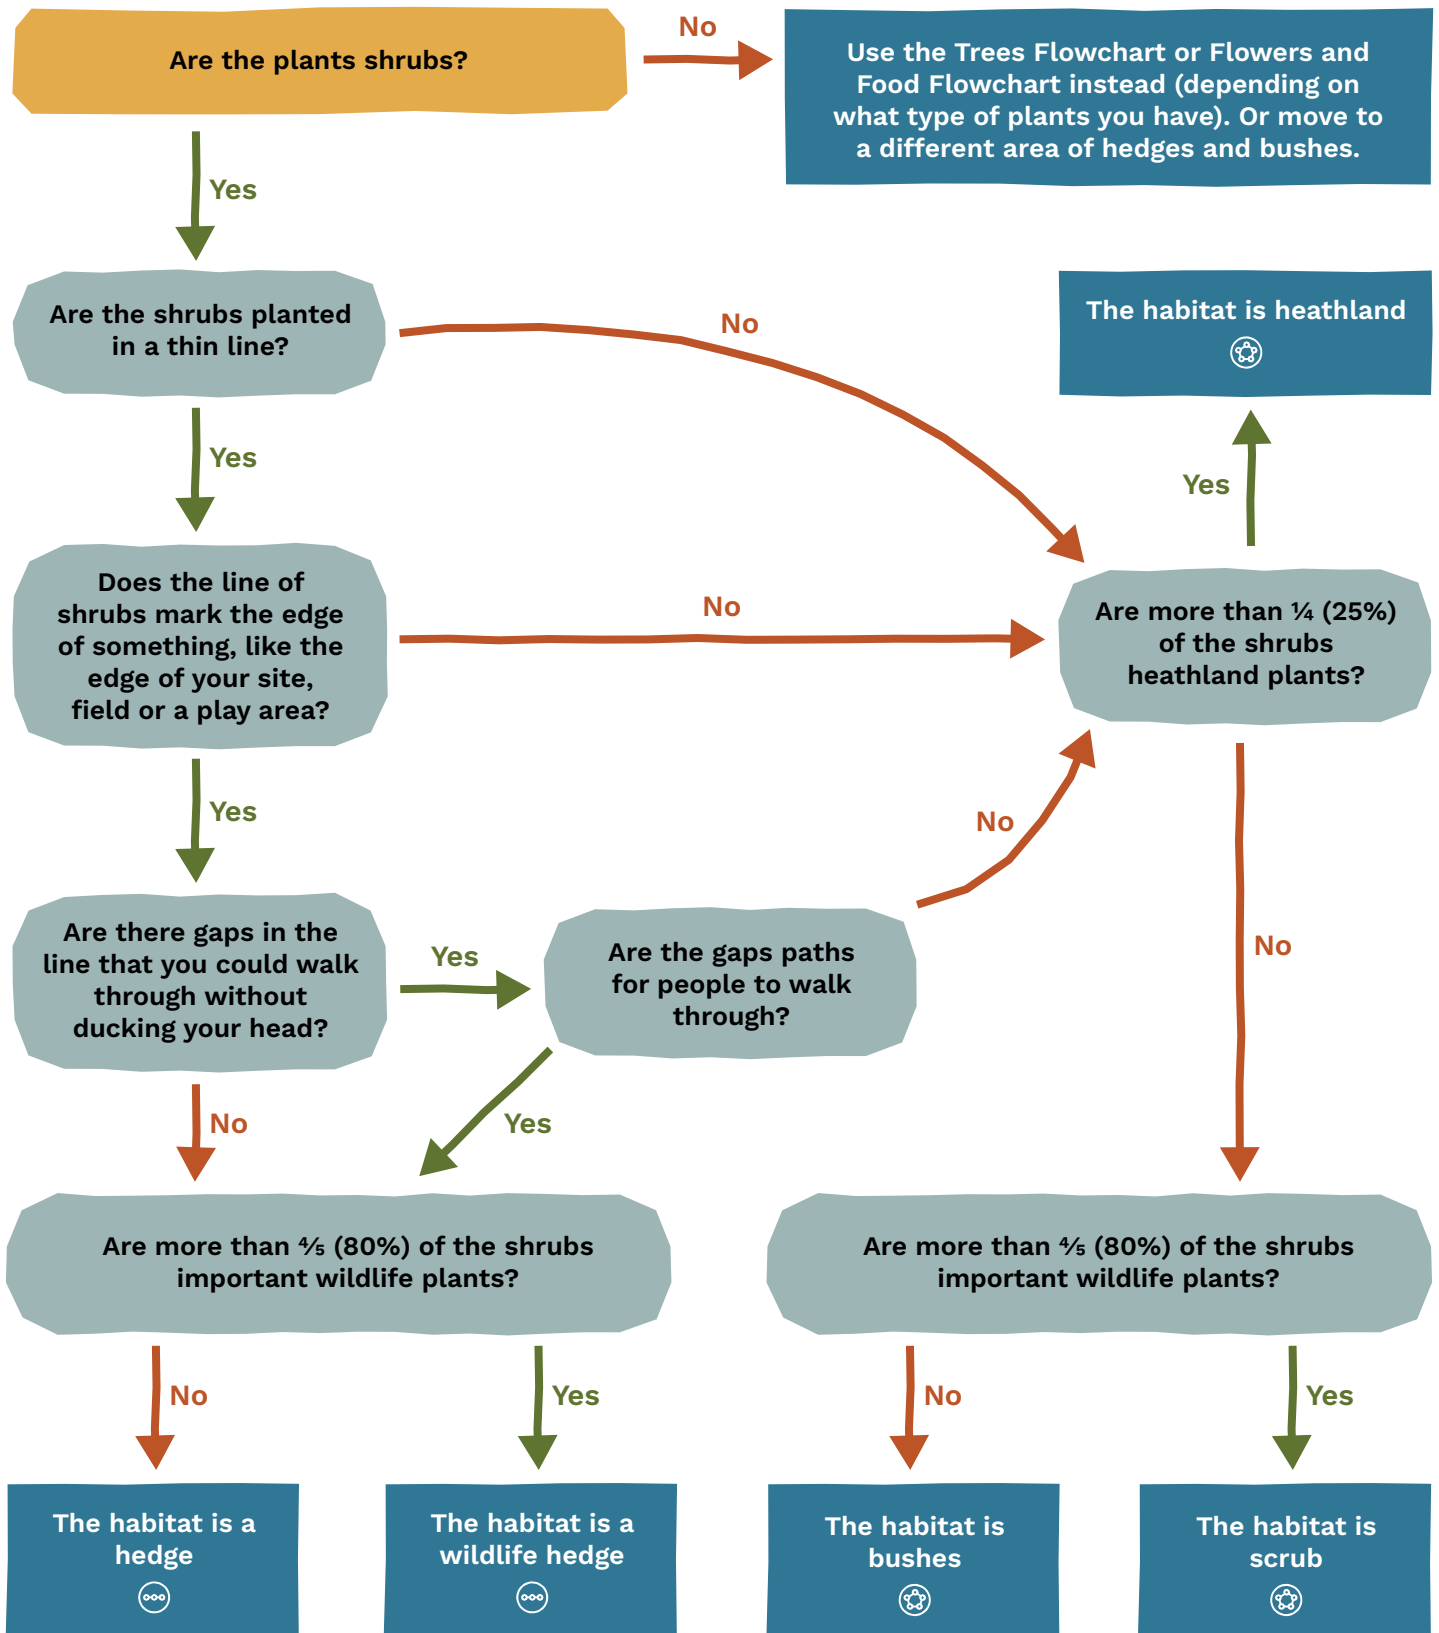 Are the plants shrubs?
No
Use the Trees Flowchart or Flowers and
Food Flowchart instead (depending on
what type of plants you have). Or move to
a different area of hedges and bushes.
Yes
Are the shrubs planted
in a thin line?
No
The habitat is heathland
Yes
Yes
Does the line of
shrubs mark the edge
of something, like the
edge of your site,
field or a play area?
No
Are more than ¼ (25%)
of the shrubs
heathland plants?
Yes
Are there gaps in the
line that you could walk
through without
ducking your head?
Yes
Are the gaps paths
for people to walk
through?
No
No
No
Yes
Are more than ⅘ (80%) of the shrubs
important wildlife plants?
Are more than ⅘ (80%) of the shrubs
important wildlife plants?
No
Yes
No
Yes
The habitat is a
hedge
The habitat is a
wildlife hedge
The habitat is
bushes
The habitat is
scrub